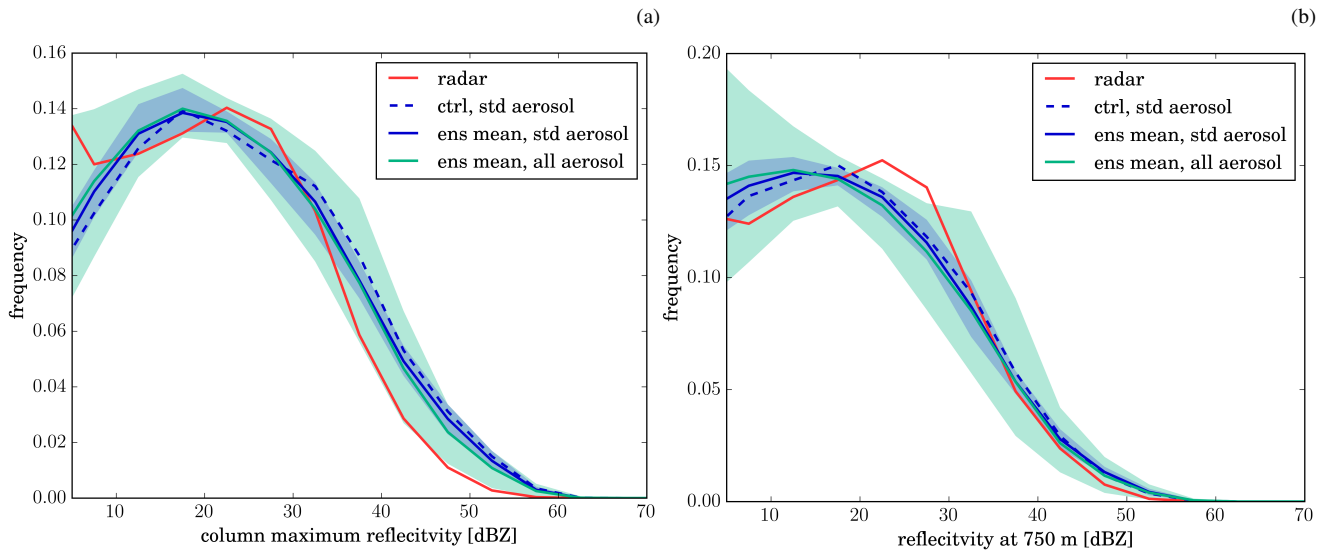 (a)
0.16
0.14
0.12
0.10
0.08
0.06
0.04
0.02
0.00
frequency
10 20 30 40 50 60 70
column maximum reflecitvity [dBZ]
radar
ctrl, std aerosol
ens mean, std aerosol
ens mean, all aerosol
(b)
0.20
0.15
0.10
0.05
0.00
frequency
10 20 30 40 50 60 70
reflecitvity at 750 m [dBZ]
radar
ctrl, std aerosol
ens mean, std aerosol
ens mean, all aerosol